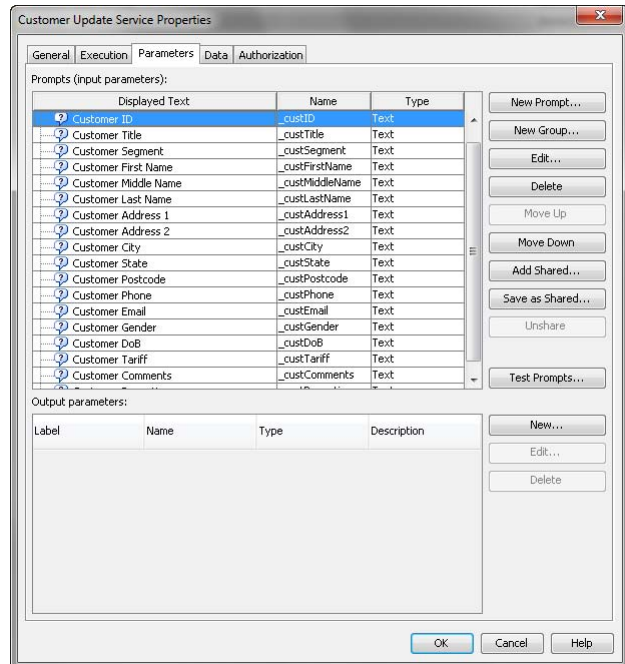 Customer Update Service Properties
General Execution Parameters Data Authorization
Prompts (input parameters):
Displayed Text Name Type
Customer ID _custID Text
Customer Title _custTitle Text
Customer Segment _custSegment Text
Customer First Name _custFirstName Text
Customer Middle Name _custMiddleName Text
Customer Last Name _custLastName Text
Customer Address 1 _custAddress1 Text
Customer Address 2 _custAddress2 Text
Customer City _custCity Text
Customer State _custState Text
Customer Postcode _custPostcode Text
Customer Phone _custPhone Text
Customer Email _custEmail Text
Customer Gender _custGender Text
Customer DoB _custDoB Text
Customer Tariff _custTariff Text
Customer Comments _custComments Text
New Prompt...
New Group...
Edit...
Delete
Move Up
Move Down
Add Shared...
Save as Shared...
Unshare
Test Prompts...
Output parameters:
Label Name Type Description
New...
Edit...
Delete
OK Cancel Help